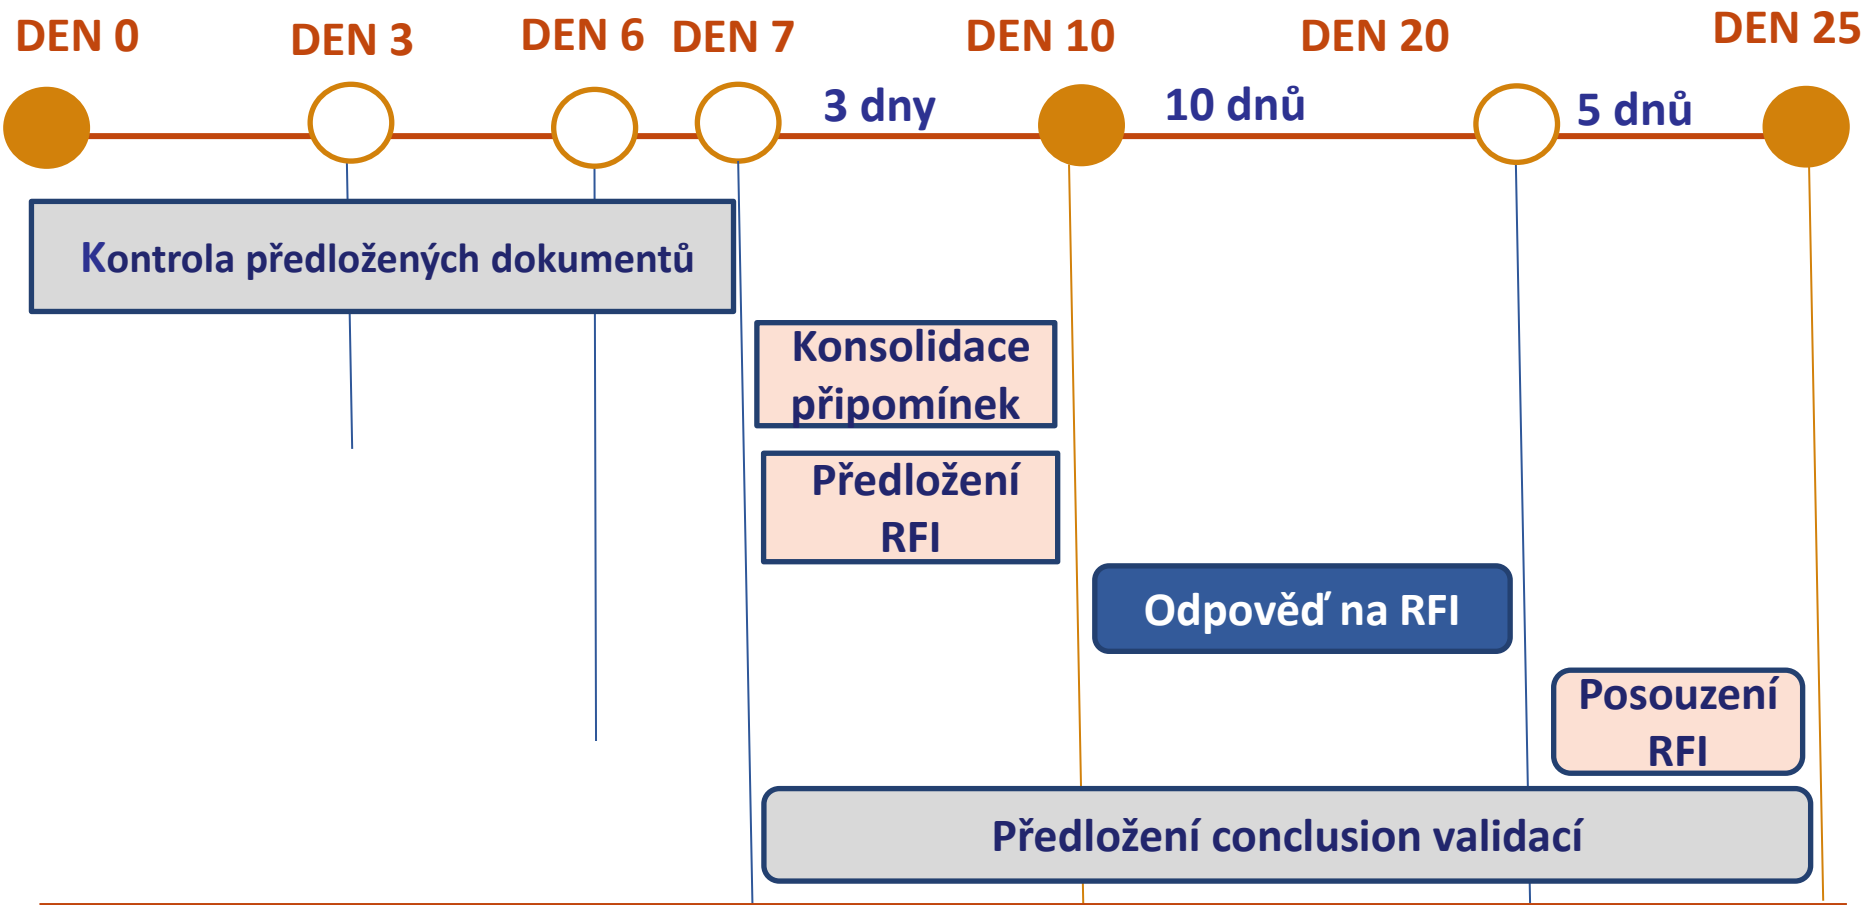 DEN 0
DEN 3
DEN 6
DEN 7
DEN 10
DEN 20
DEN 25
3 dny
10 dnů
5 dnů
Kontrola předložených dokumentů
Konsolidace
připomínek
Předložení
RFI
Odpověď na RFI
Posouzení
RFI
Předložení conclusion validací